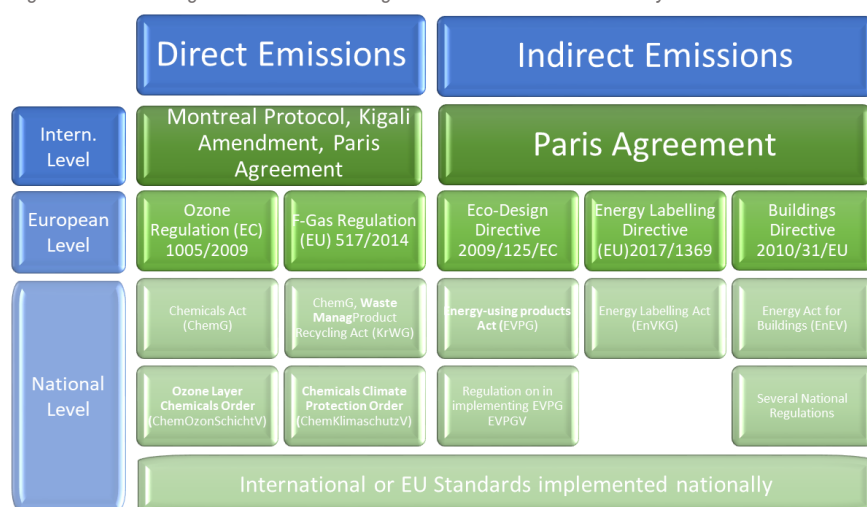 Direct Emissions
Indirect Emissions
Intern.
Level
Montreal Protocol, Kigali
Amendment, Paris
Agreement
Paris Agreement
European
Level
Ozone
Regulation (EC)
1005/2009
F-Gas Regulation
(EU) 517/2014
Eco-Design
Directive
2009/125/EC
Energy Labelling
Directive
(EU)2017/1369
Buildings
Directive
2010/31/EU
National
Level
Chemicals Act
(ChemG)
ChemG, Waste
ManagProduct
Recycling Act (KrWG)
Energy-using products
Act (EVPG)
Energy Labelling Act
(EnVKG)
Energy Act for
Buildings (EnEV)
Ozone Layer
Chemicals Order
(ChemOzonSchichtV)
Chemicals Climate
Protection Order
(ChemKlimaschutzV)
Regulation on in
implementing EVPG
EVPGV
Several National
Regulations
International or EU Standards implemented nationally